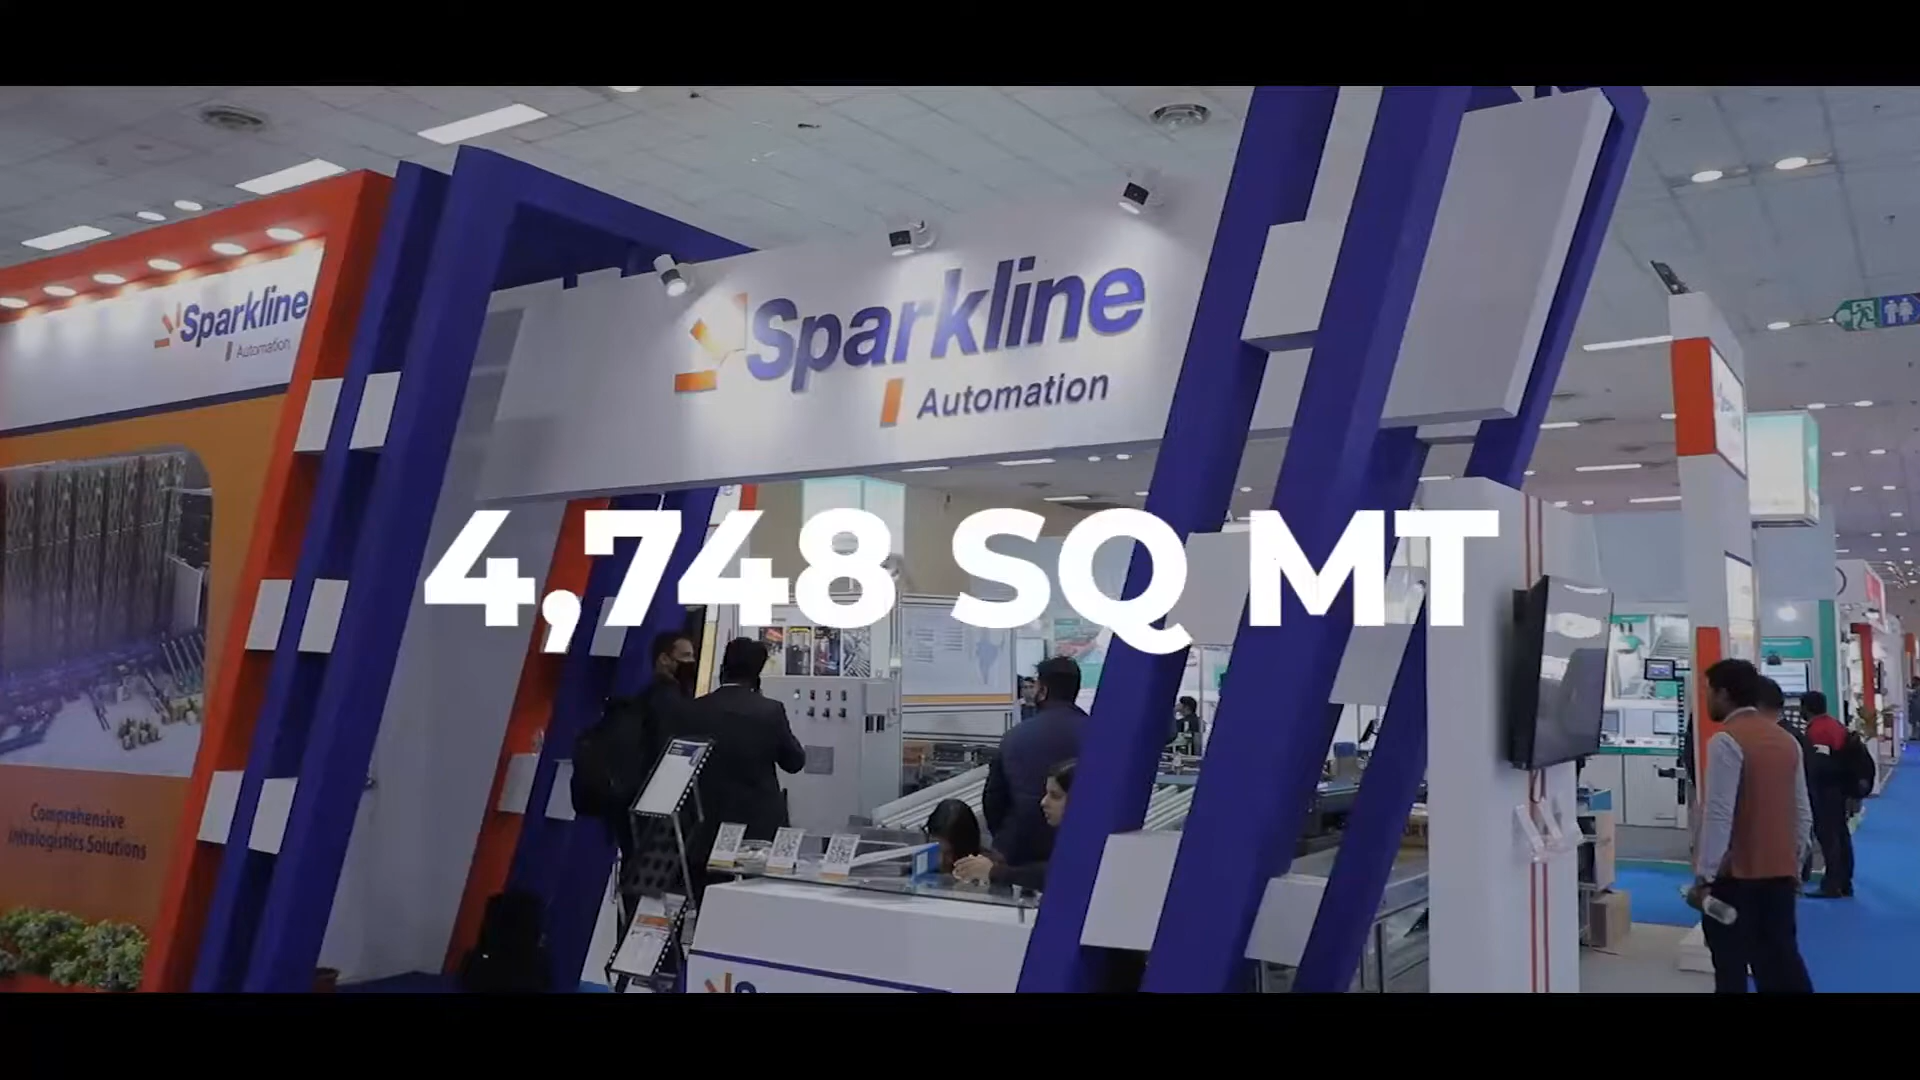 Sparkline
Automation
Sparkline
Automation
4,748 SQ MT
Comprehensive
Intralogistics Solutions